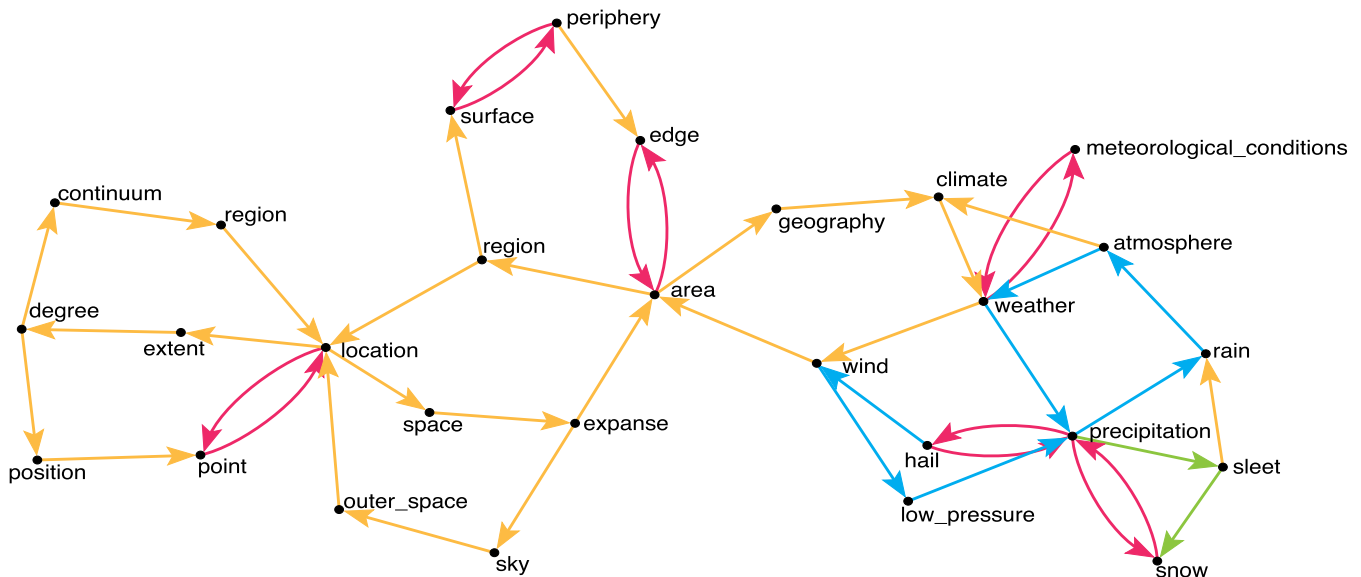 periphery
surface
edge
meteorological_conditions
climate
continuum
region
geography
atmosphere
region
area
weather
degree
extent
location
wind
rain
space
expanse
precipitation
position
point
hail
sleet
outer_space
low_pressure
sky
snow